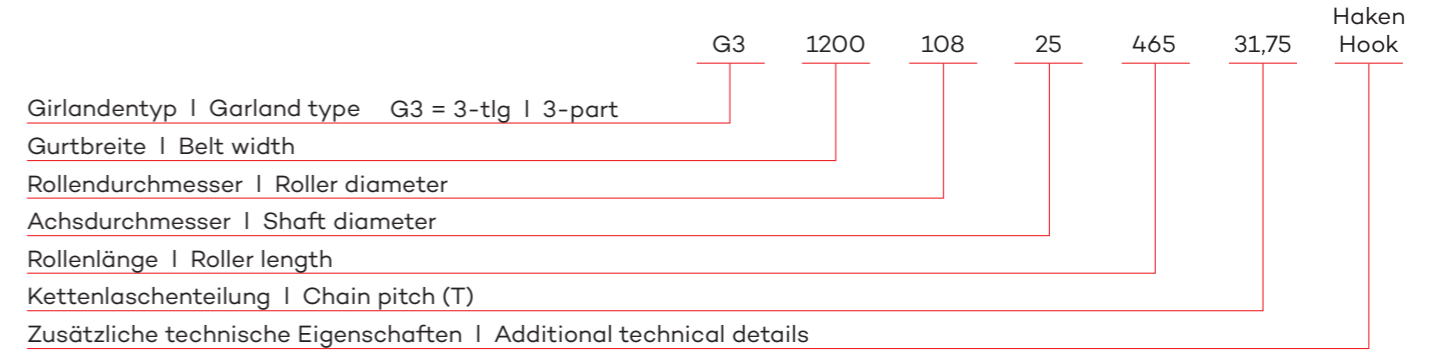 Haken
G3 1200 108 25 465 31,75 Hook
Girlandentyp | Garland type G3 = 3-tlg | 3-part
Gurtbreite | Belt width
Rollendurchmesser | Roller diameter
Achsdurchmesser | Shaft diameter
Rollenlänge | Roller length
Kettenlaschenteilung | Chain pitch (T)
Zusätzliche technische Eigenschaften | Additional technical details